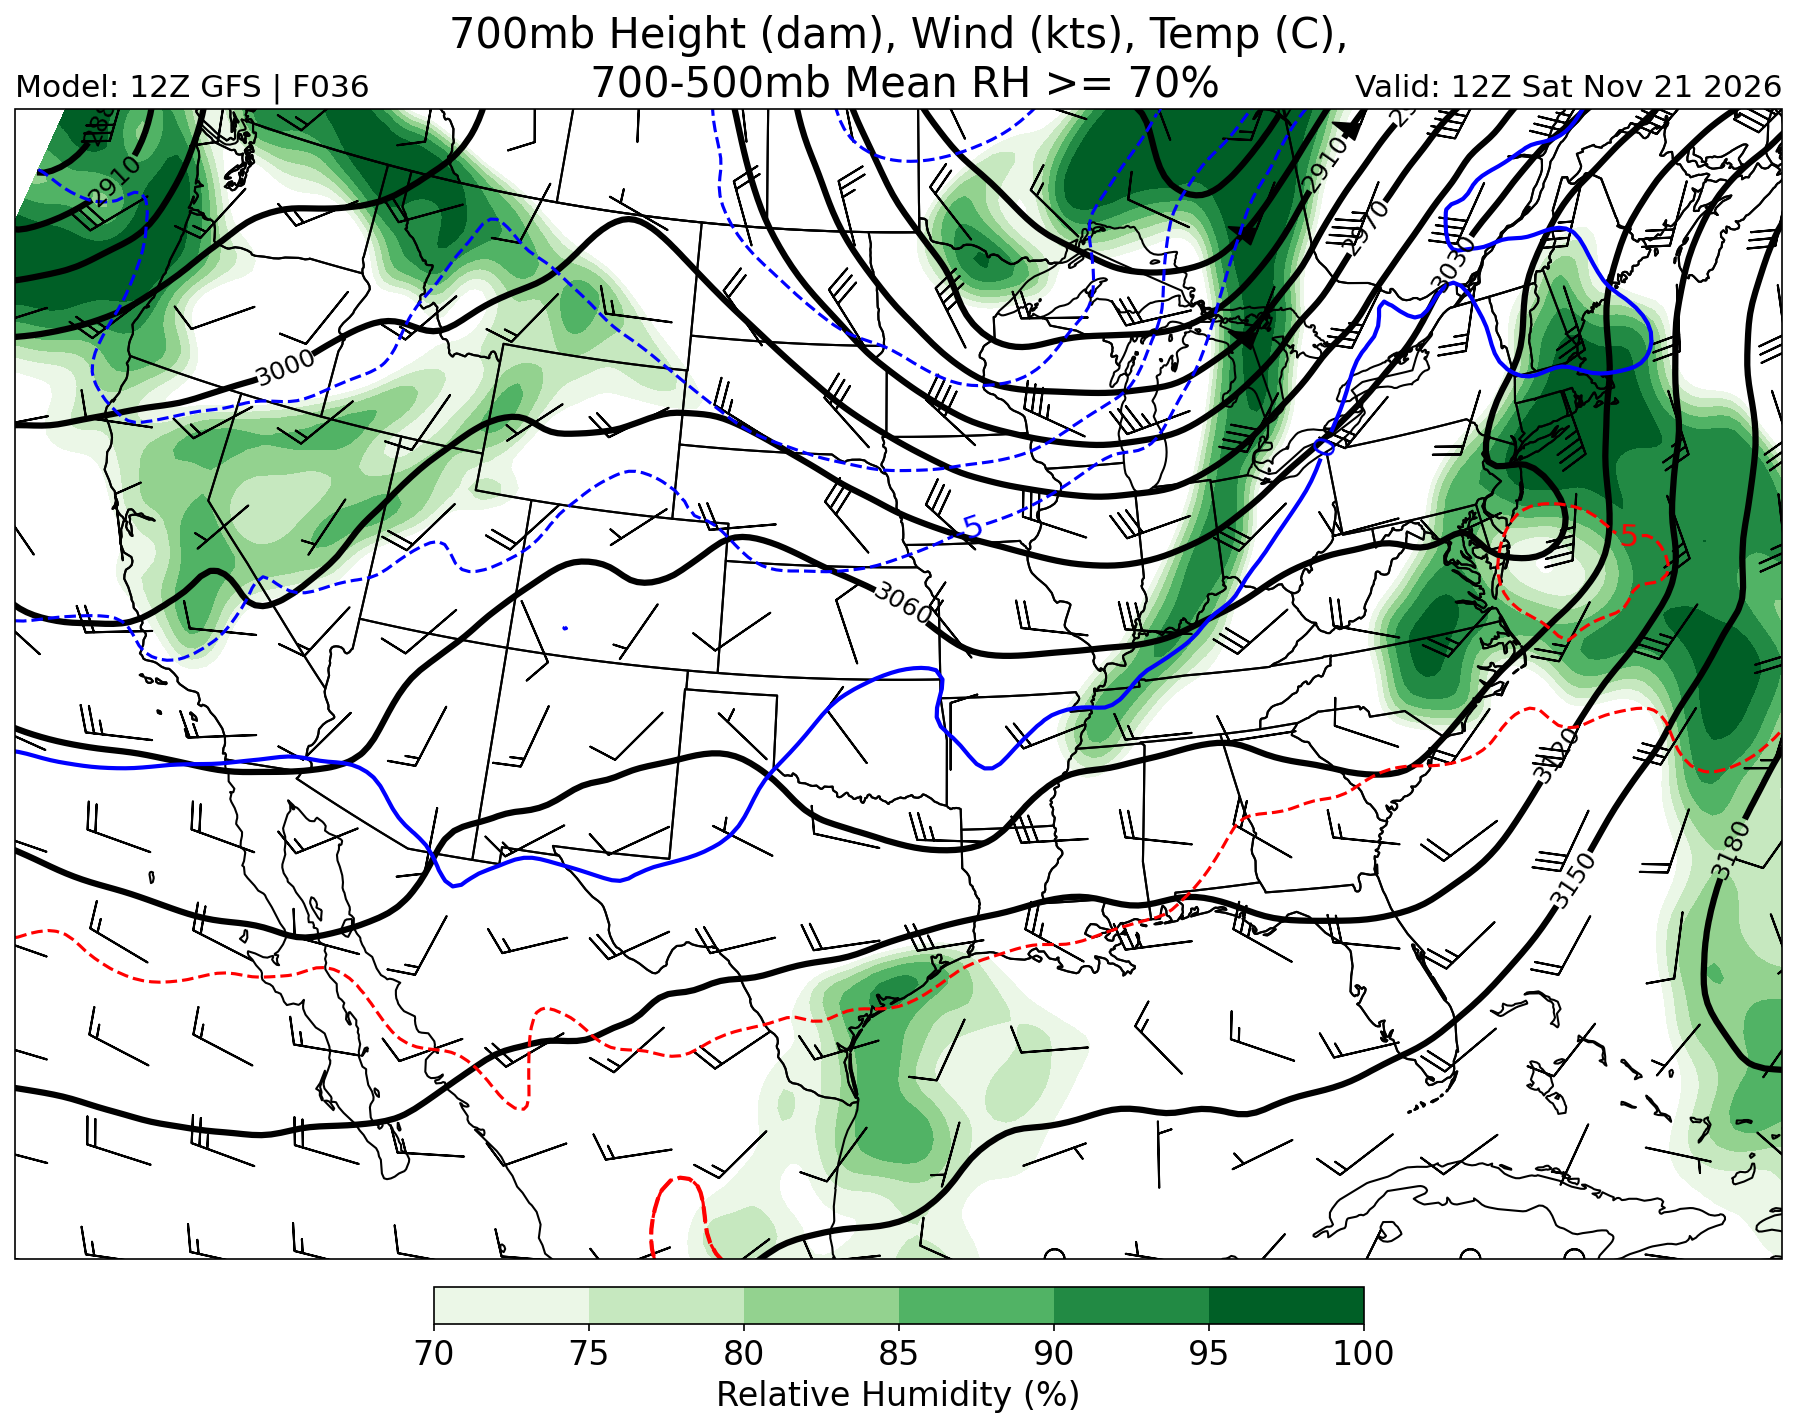 700mb Height (dam), Wind (kts), Temp (C),
700-500mb Mean RH >= 70%
Model: 12Z GFS | F036
Valid: 12Z Sat Nov 21 2026
2910
2910
2970
3030
3000
5
5
3060
3120
3150
3180
70 75 80 85 90 95 100
Relative Humidity (%)